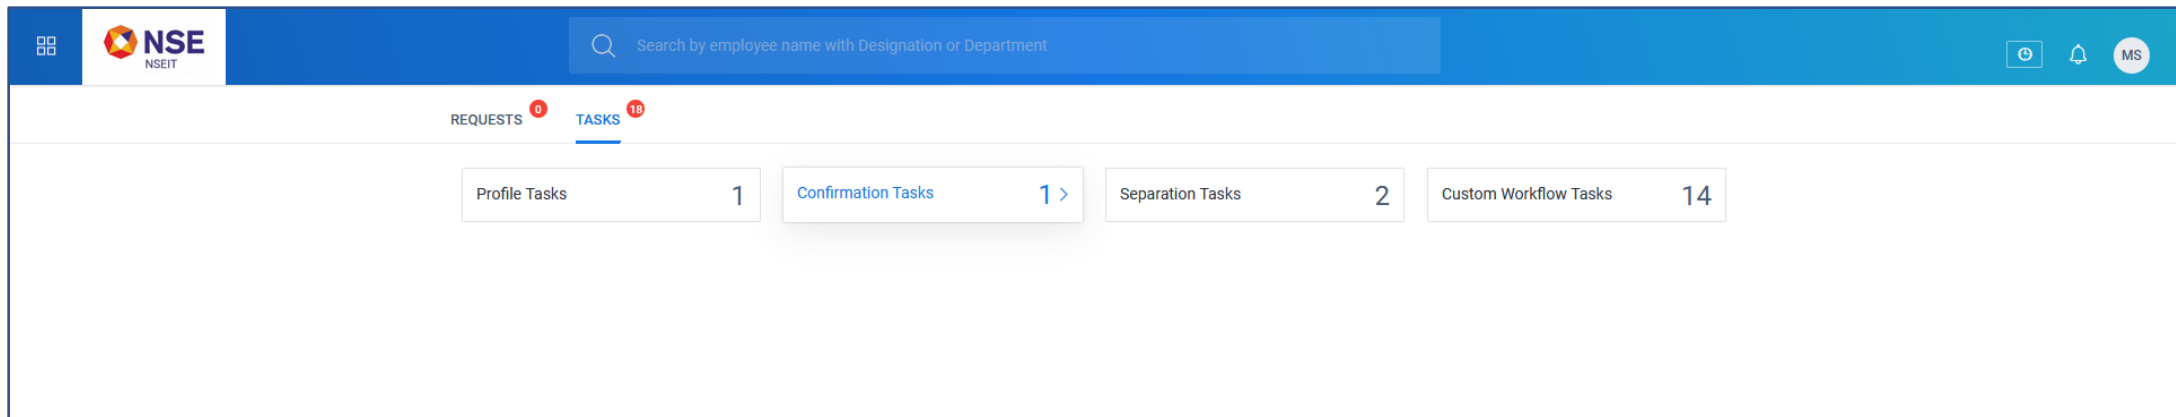 NSE
NSEIT
Search by employee name with Designation or Department
MS
REQUESTS 0 TASKS 18
Profile Tasks 1
Confirmation Tasks 1 >
Separation Tasks 2
Custom Workflow Tasks 14